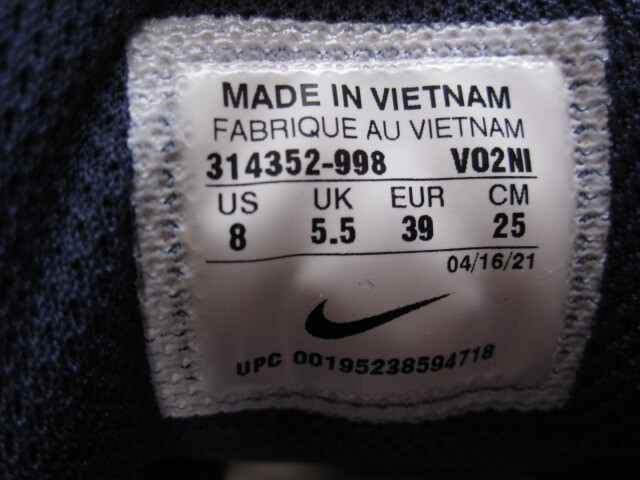 MADE IN VIETNAM
FABRIQUE AU VIETNAM
314352-998 VO2NI
US UK EUR CM
8 5.5 39 25
04/16/21
UPC 00195238594718